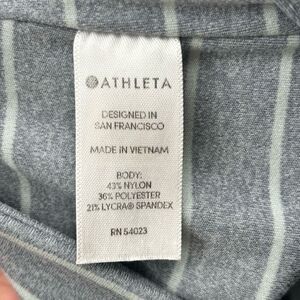 ATHLETA
DESIGNED IN
SAN FRANCISCO
MADE IN VIETNAM
BODY:
43% NYLON
36% POLYESTER
21% LYCRA® SPANDEX
RN 54023